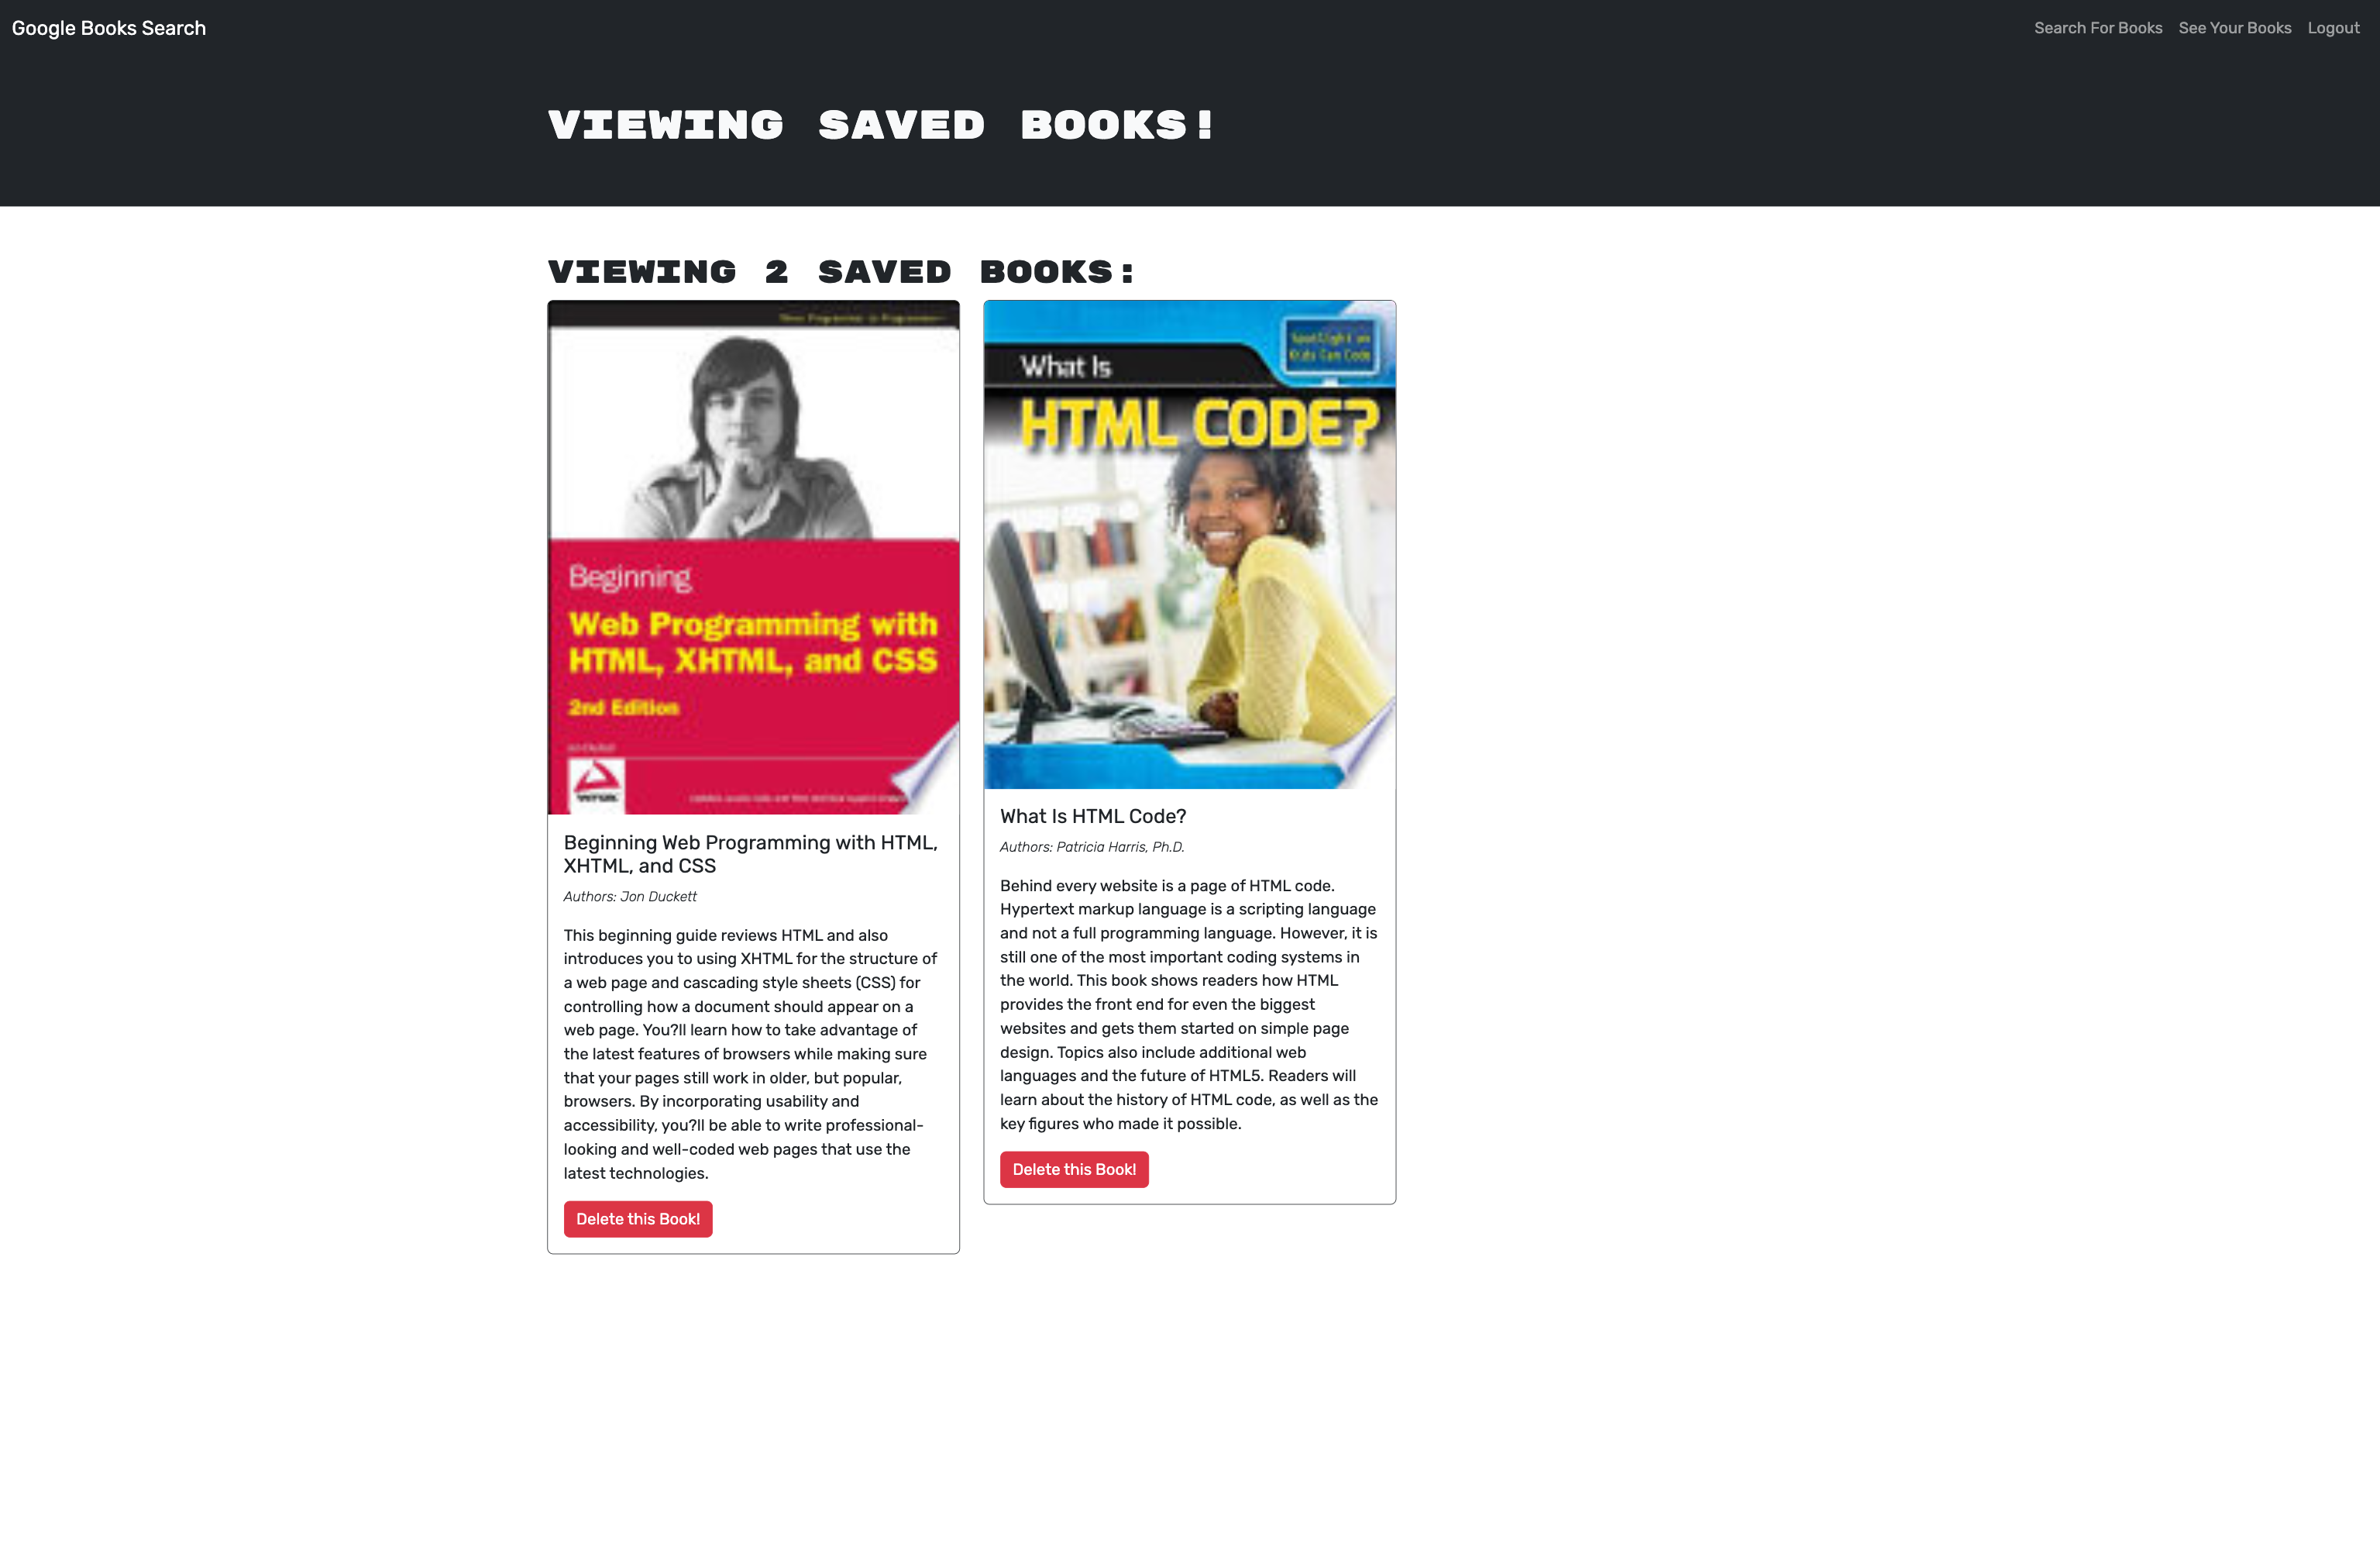 Google Books Search
Search For Books
See Your Books
Logout
VIEWING SAVED BOOKS!
VIEWING 2 SAVED BOOKS:
Beginning
Web Programming with
HTML, XHTML, and CSS
2nd Edition
Beginning Web Programming with HTML,
XHTML, and CSS
Authors: Jon Duckett
This beginning guide reviews HTML and also
introduces you to using XHTML for the structure of
a web page and cascading style sheets (CSS) for
controlling how a document should appear on a
web page. You?ll learn how to take advantage of
the latest features of browsers while making sure
that your pages still work in older, but popular,
browsers. By incorporating usability and
accessibility, you?ll be able to write professional-
looking and well-coded web pages that use the
latest technologies.
Delete this Book!
Spotlight on
Kids Can Code
What Is
HTML CODE?
What Is HTML Code?
Authors: Patricia Harris, Ph.D.
Behind every website is a page of HTML code.
Hypertext markup language is a scripting language
and not a full programming language. However, it is
still one of the most important coding systems in
the world. This book shows readers how HTML
provides the front end for even the biggest
websites and gets them started on simple page
design. Topics also include additional web
languages and the future of HTML5. Readers will
learn about the history of HTML code, as well as the
key figures who made it possible.
Delete this Book!